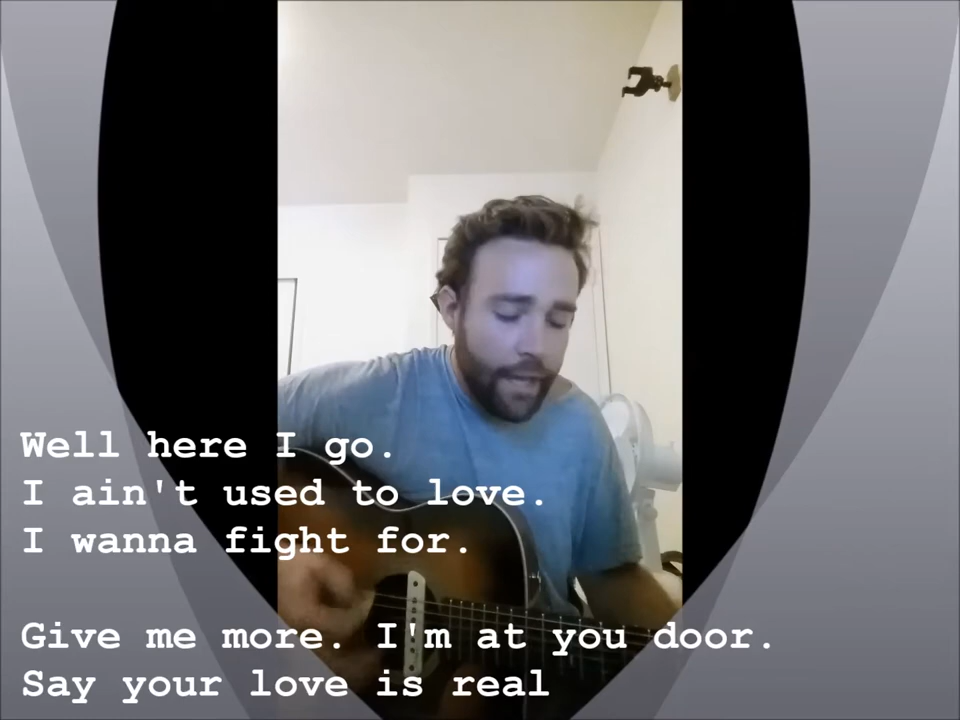 Well here I go.
I ain't used to love.
I wanna fight for.
Give me more. I'm at you door.
Say your love is real